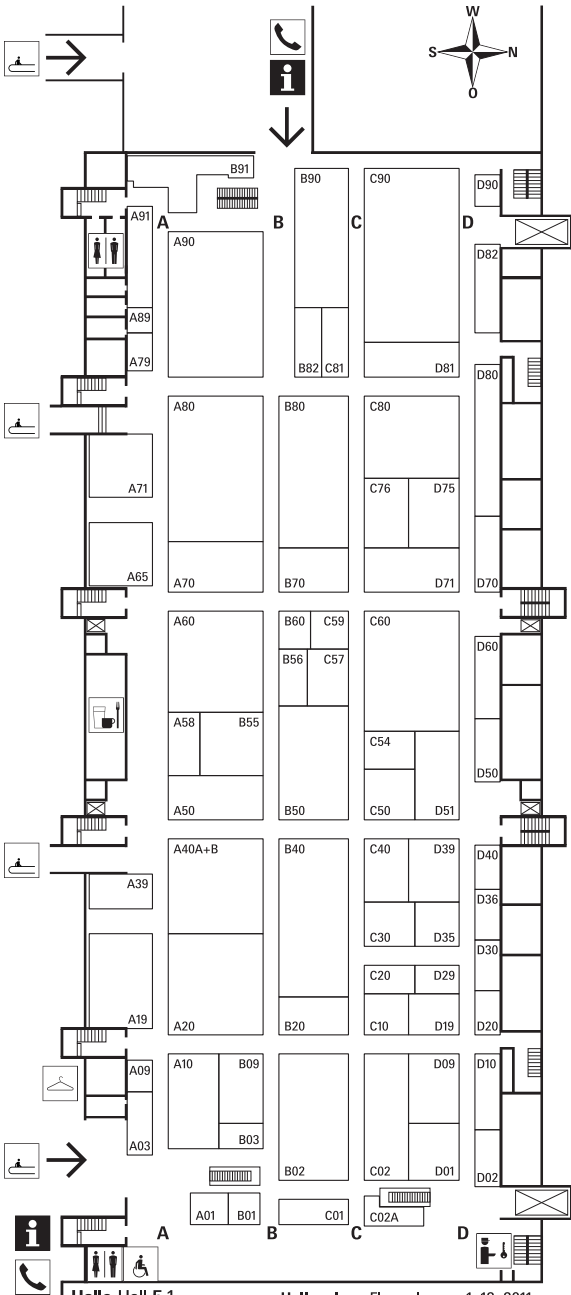 W
S N
O
B91
B90 C90 D90
A91 A B C D
A90 D82
A89
A79 B82 C81 D81
D80
A80 B80 C80
A71 C76 D75
A65 A70 B70 D71 D70
A60 B60 C59 C60
D60
B56 C57
A58 B55
C54
D50
A50 B50 C50 D51
A40A+B B40 C40 D39 D40
A39
D36
C30 D35
D30
C20 D29
A19 A20 B20 C10 D19 D20
A10 B09 D09 D10
A09
B03
A03
B02 C02 D01 D02
A01 B01 C01 C02A
A B C D